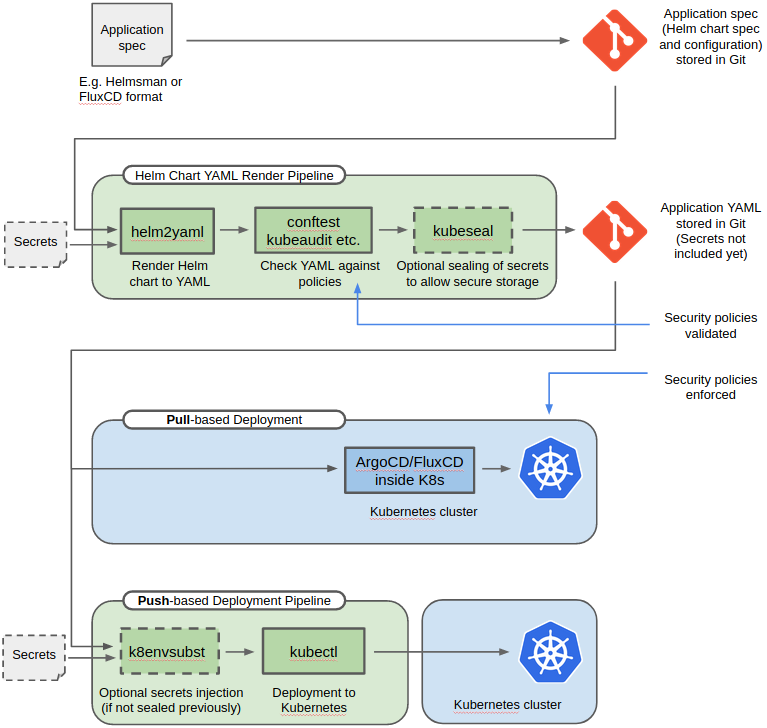 Application
spec
E.g. Helmsman or
FluxCD format
Application spec
(Helm chart spec
and configuration)
stored in Git
Helm Chart YAML Render Pipeline
Secrets
helm2yaml
Render Helm
chart to YAML
conftest
kubeaudit etc.
Check YAML against
policies
kubeseal
Optional sealing of secrets
to allow secure storage
Application YAML
stored in Git
(Secrets not
included yet)
Security policies
validated
Security policies
enforced
Pull-based Deployment
ArgoCD/FluxCD
inside K8s
Kubernetes cluster
Push-based Deployment Pipeline
Secrets
k8envsubst
Optional secrets injection
(if not sealed previously)
kubectl
Deployment to
Kubernetes
Kubernetes cluster